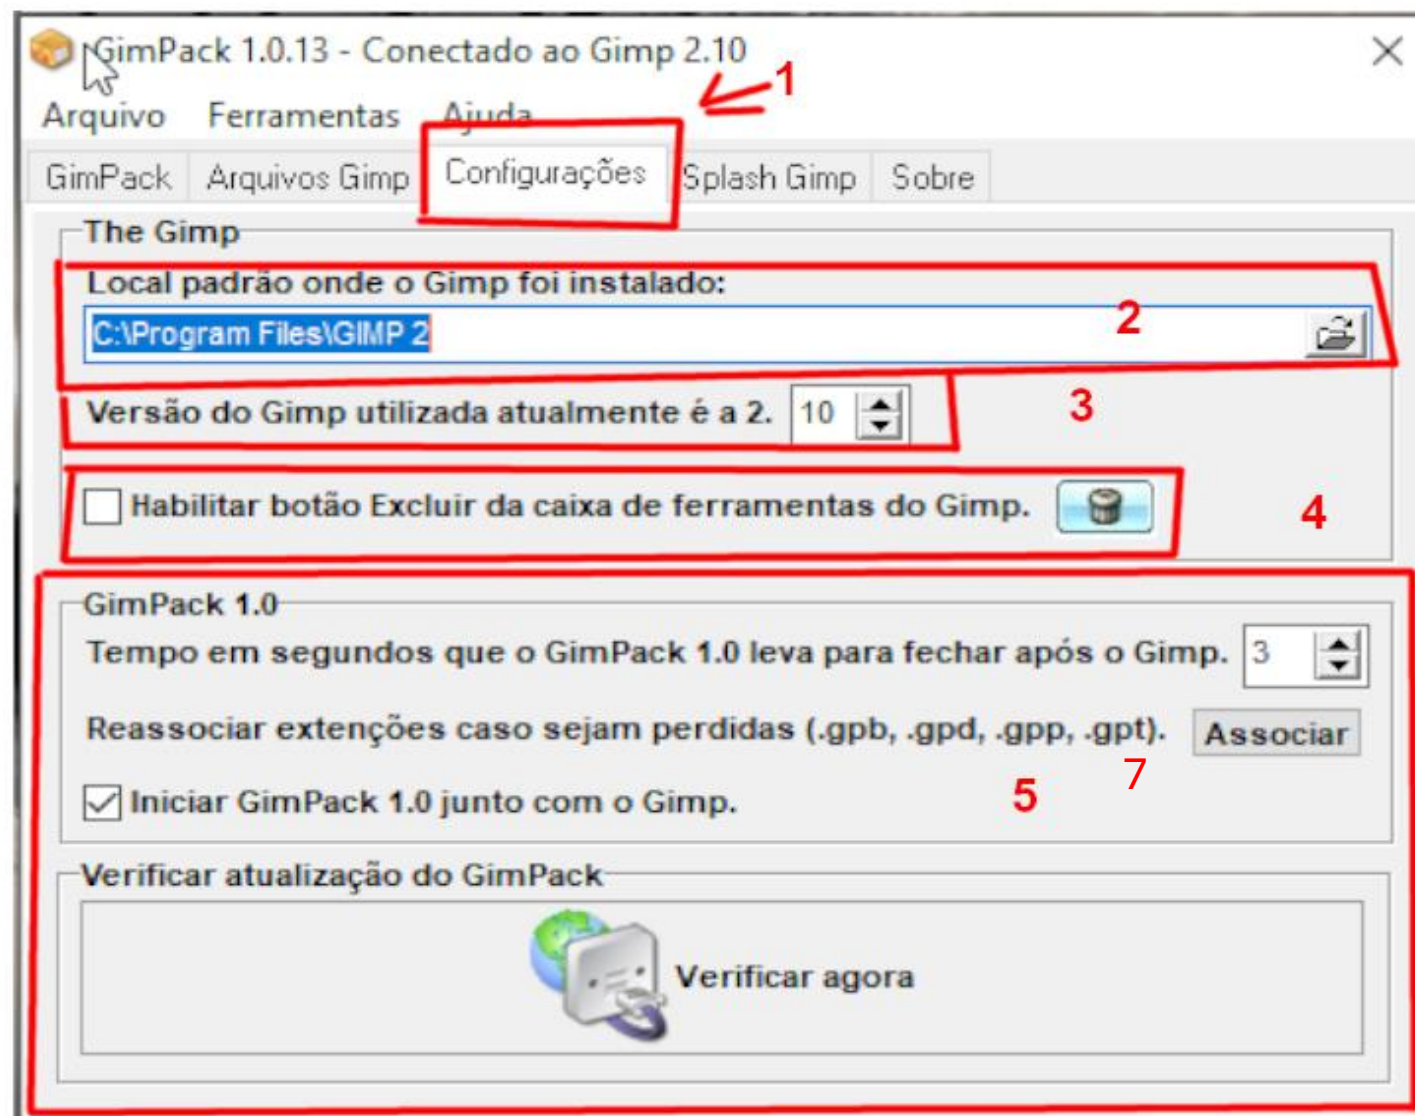 GimPack 1.0.13 - Conectado ao Gimp 2.10
1
Arquivo Ferramentas Ajuda
GimPack Arquivos Gimp Configurações Splash Gimp Sobre
The Gimp
Local padrão onde o Gimp foi instalado:
C:\Program Files\GIMP 2
2
Versão do Gimp utilizada atualmente é a 2. 10
3
Habilitar botão Excluir da caixa de ferramentas do Gimp.
4
GimPack 1.0
Tempo em segundos que o GimPack 1.0 leva para fechar após o Gimp. 3
Reassociar extenções caso sejam perdidas (.gpb, .gpd, .gpp, .gpt). Associar
7
Iniciar GimPack 1.0 junto com o Gimp.
5
Verificar atualização do GimPack
Verificar agora